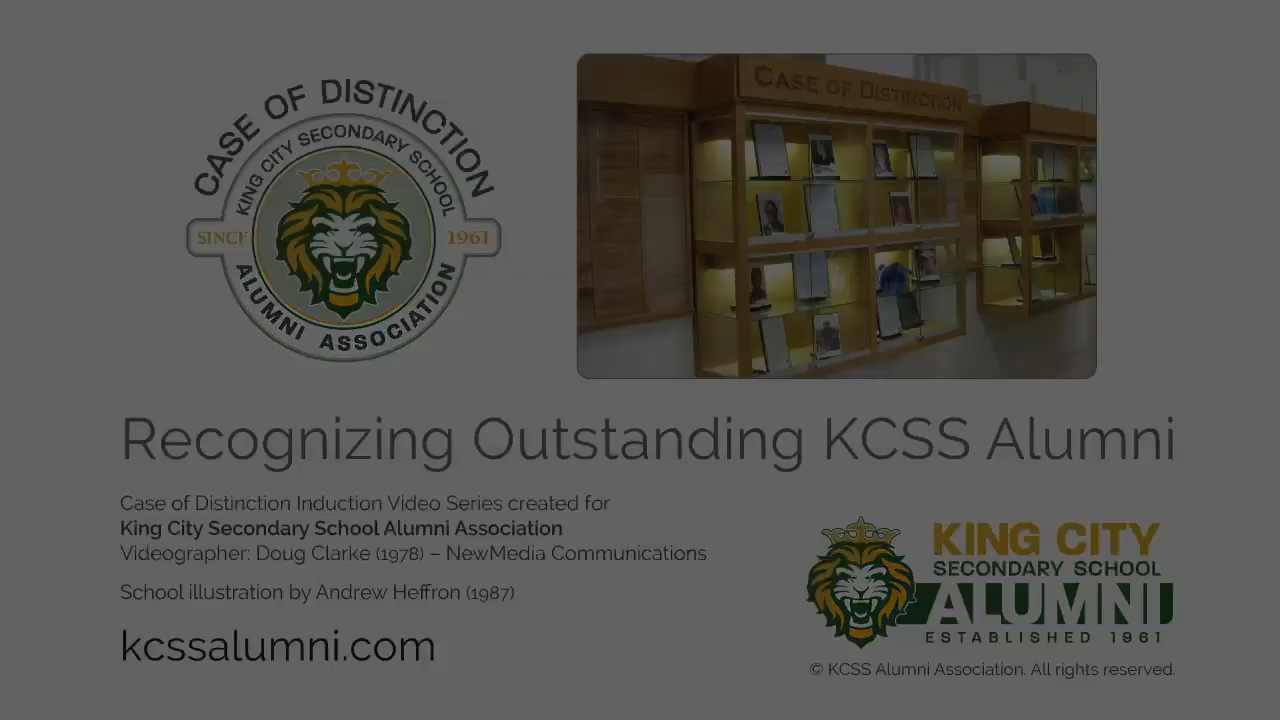 CASE OF DISTINCTION
KING CITY SECONDARY SCHOOL
SINCE 1961
ALUMNI ASSOCIATION
CASE OF DISTINCTION
Recognizing Outstanding KCSS Alumni
Case of Distinction Induction Video Series created for
King City Secondary School Alumni Association
Videographer: Doug Clarke (1978) – NewMedia Communications
School illustration by Andrew Heffron (1987)
kcssalumni.com
KING CITY
SECONDARY SCHOOL
ALUMNI
ESTABLISHED 1961
© KCSS Alumni Association. All rights reserved.